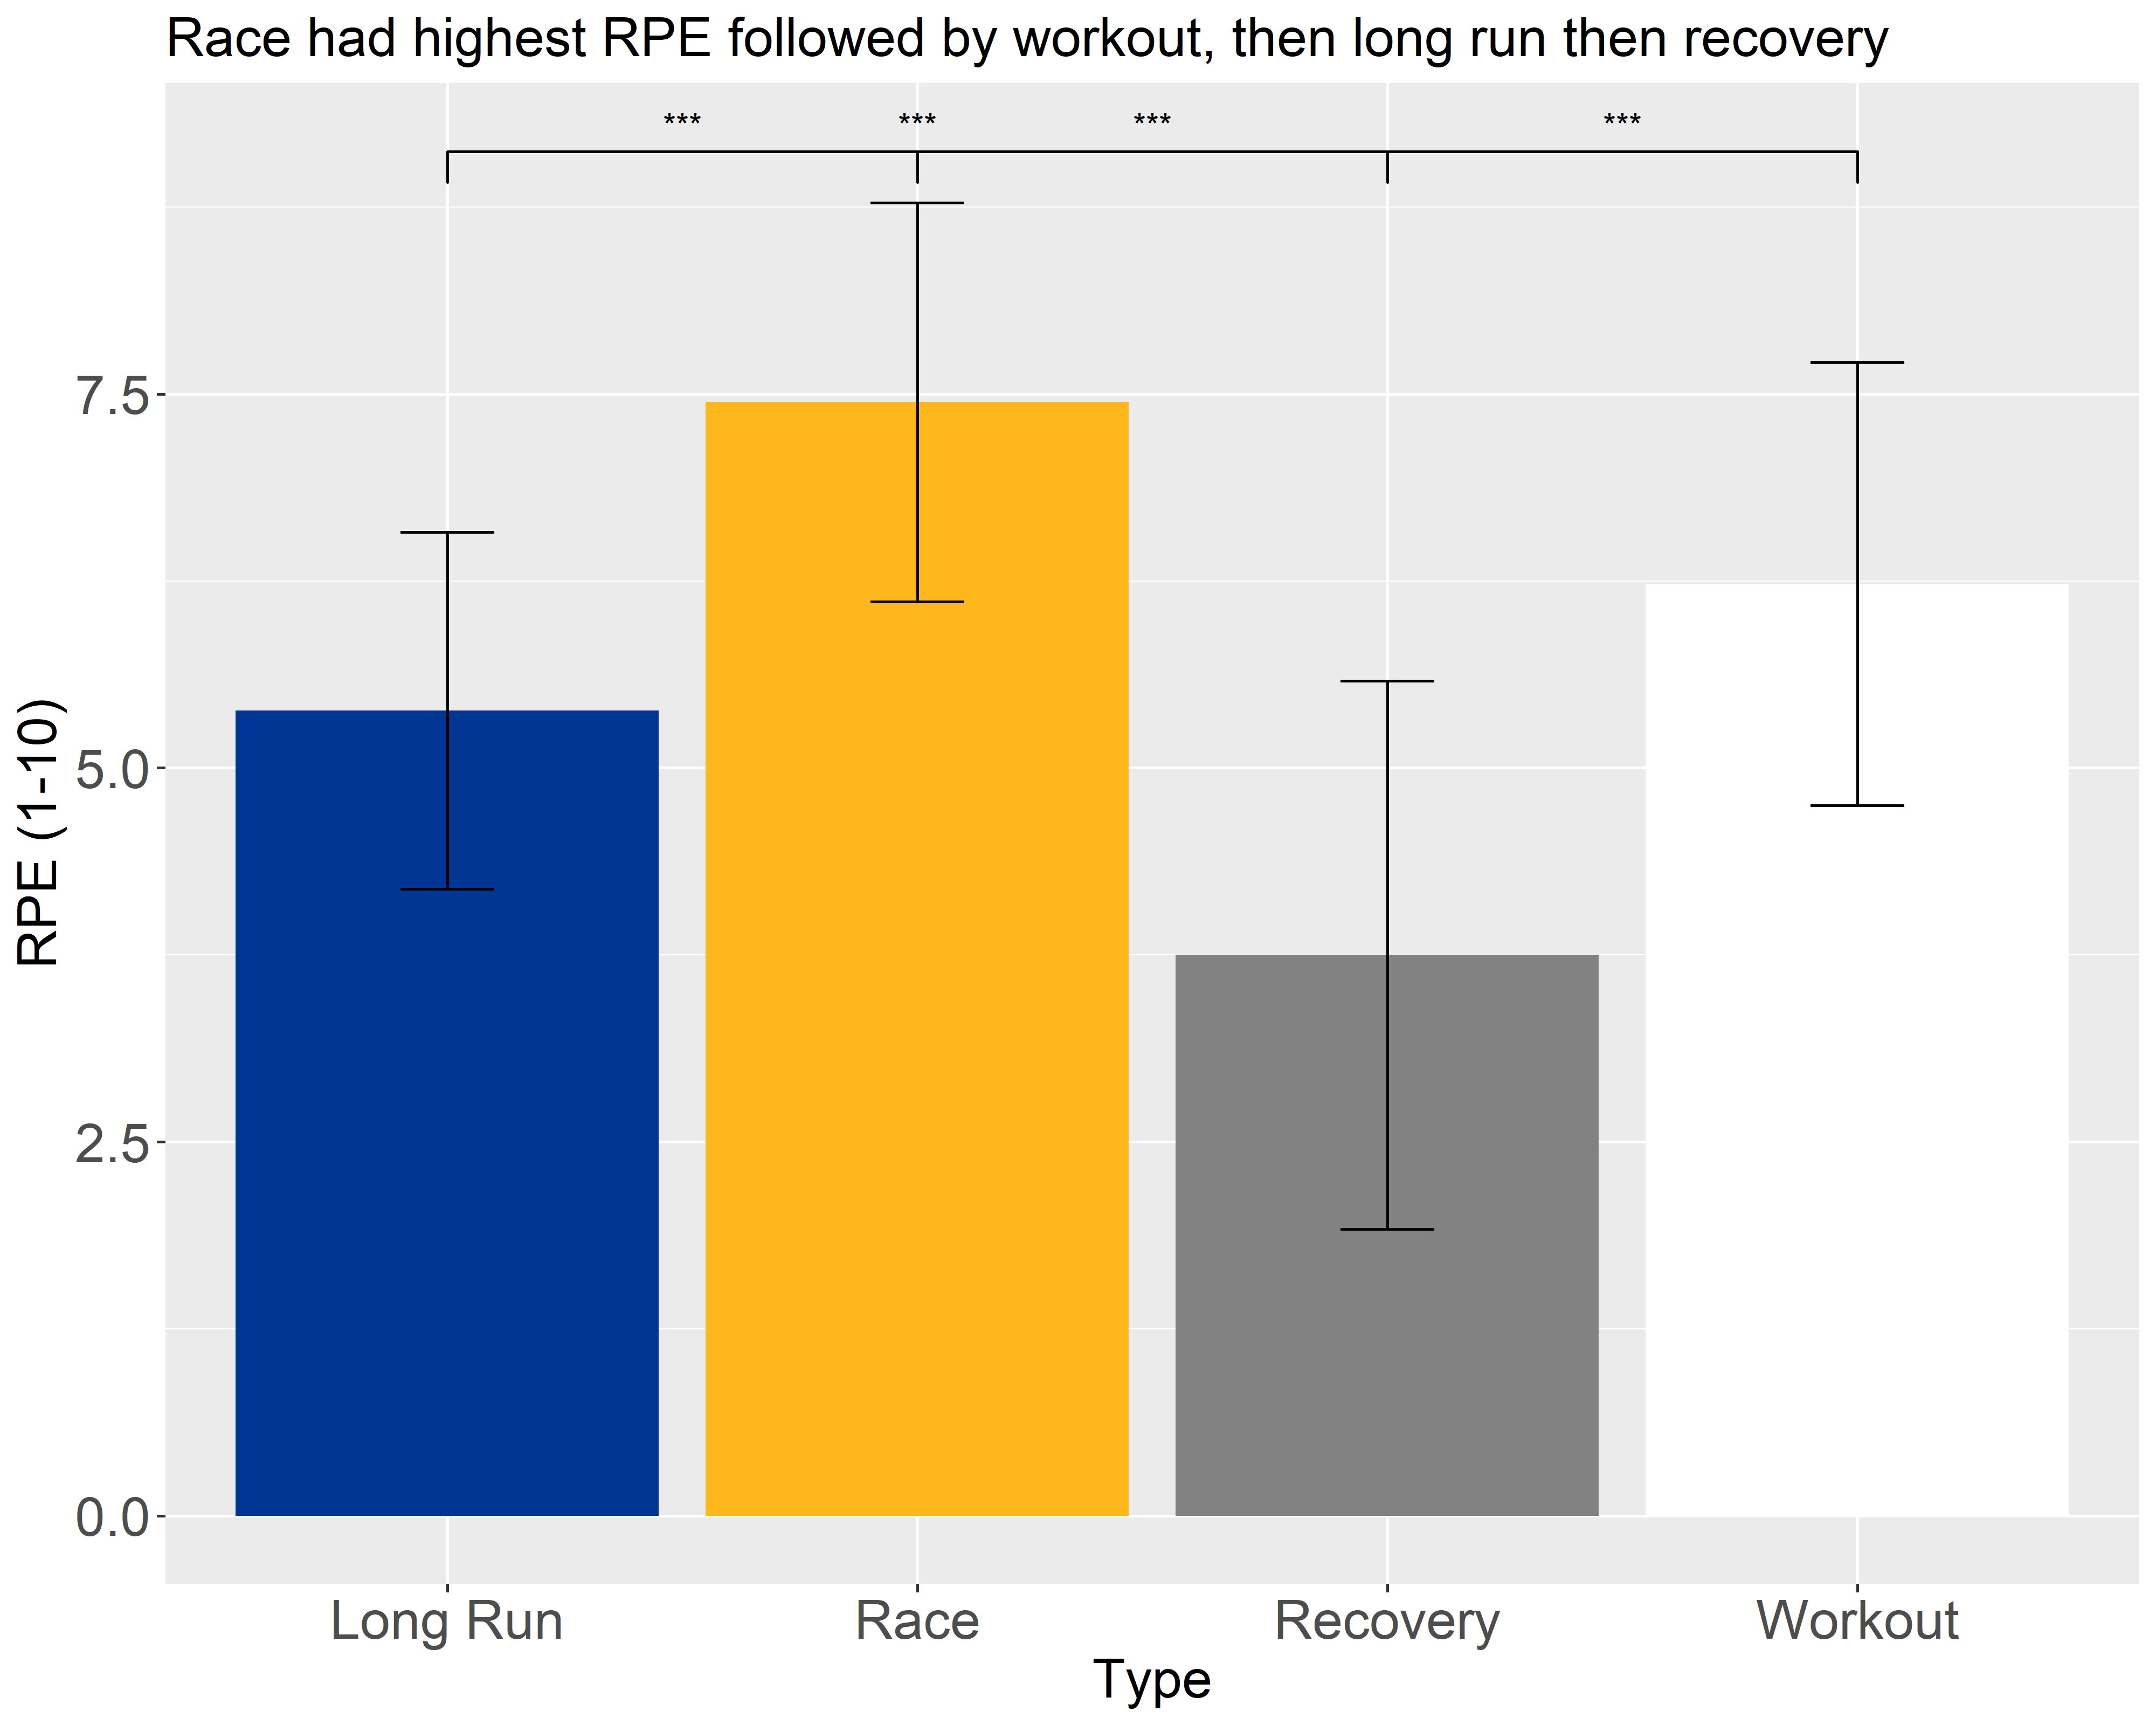 Race had highest RPE followed by workout, then long run then recovery
*** *** *** ***
7.5
5.0
2.5
0.0
RPE (1-10)
Long Run Race Recovery Workout
Type